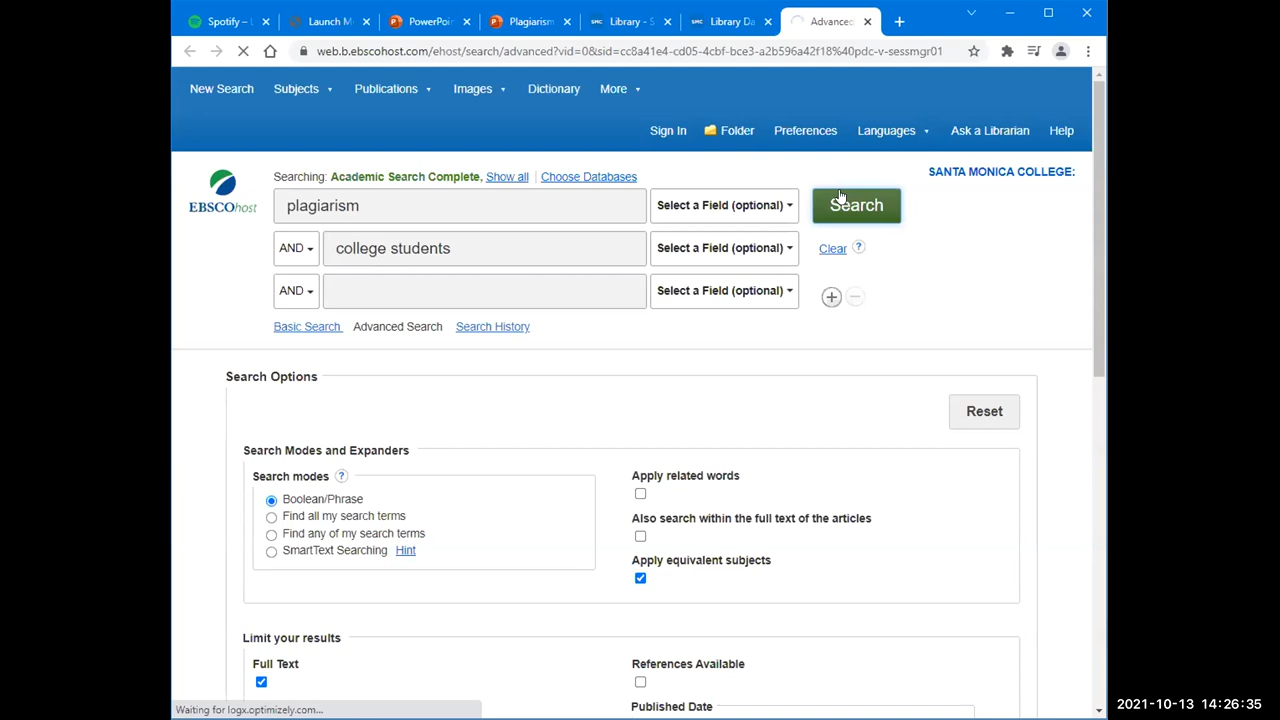 Spotify –
Launch M
PowerPoi
Plagiarism
Library - S
Library Da
Advanced
web.b.ebscohost.com/ehost/search/advanced?vid=0&sid=cc8a41e4-cd05-4cbf-bce3-a2b596a42f18%40pdc-v-sessmgr01
New Search Subjects Publications Images Dictionary More
Sign In Folder Preferences Languages Ask a Librarian Help
Searching: Academic Search Complete, Show all Choose Databases
SANTA MONICA COLLEGE:
EBSCOhost
plagiarism Select a Field (optional) Search
AND college students Select a Field (optional) Clear ?
AND Select a Field (optional)
Basic Search Advanced Search Search History
Search Options
Reset
Search Modes and Expanders
Search modes ?
Boolean/Phrase
Find all my search terms
Find any of my search terms
SmartText Searching Hint
Apply related words
Also search within the full text of the articles
Apply equivalent subjects
Limit your results
Full Text
References Available
Published Date
Waiting for logx.optimizely.com...
2021-10-13 14:26:35